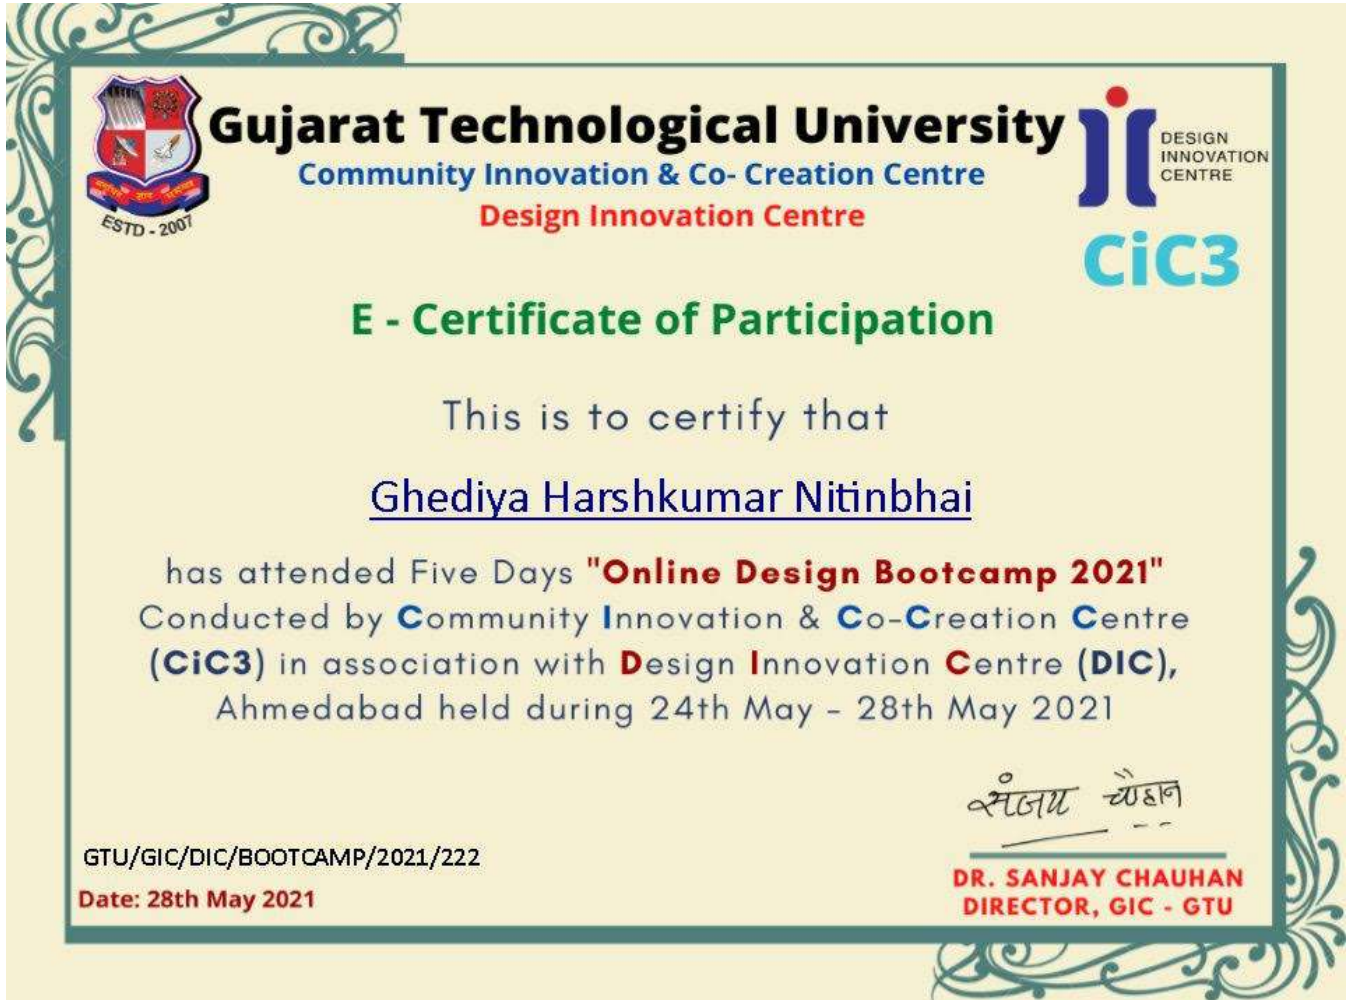 Gujarat Technological University
Community Innovation & Co- Creation Centre
Design Innovation Centre
ESTD - 2007
DESIGN
INNOVATION
CENTRE
CiC3
E - Certificate of Participation
This is to certify that
Ghediya Harshkumar Nitinbhai
has attended Five Days "Online Design Bootcamp 2021"
Conducted by Community Innovation & Co-Creation Centre
(CiC3) in association with Design Innovation Centre (DIC),
Ahmedabad held during 24th May – 28th May 2021
संजय चौहान
GTU/GIC/DIC/BOOTCAMP/2021/222
Date: 28th May 2021
DR. SANJAY CHAUHAN
DIRECTOR, GIC - GTU